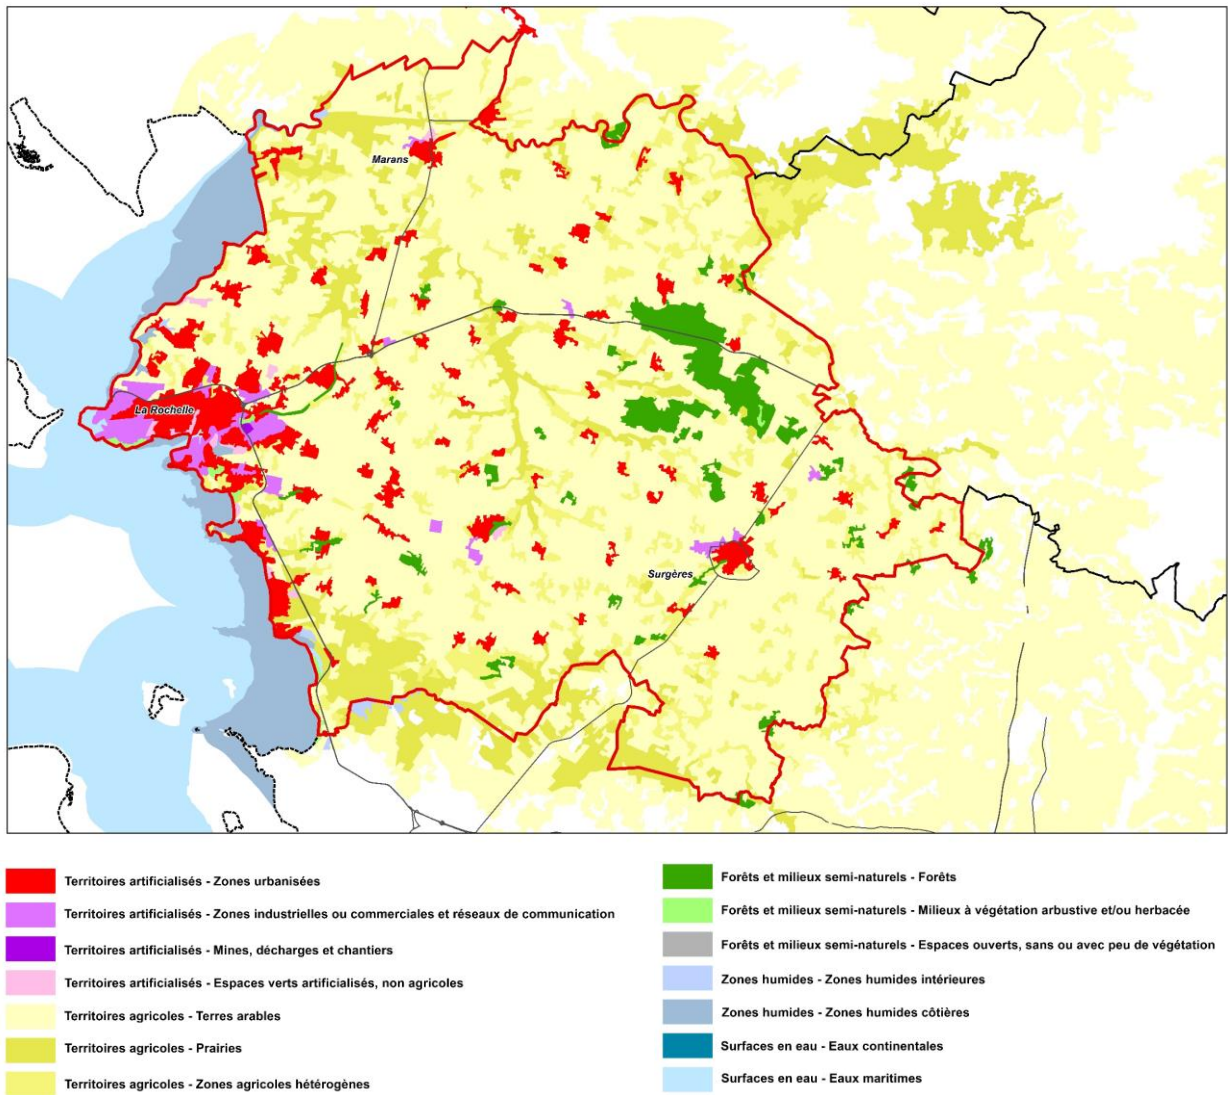 Marans
La Rochelle
Surgères
Territoires artificialisés - Zones urbanisées
Territoires artificialisés - Zones industrielles ou commerciales et réseaux de communication
Territoires artificialisés - Mines, décharges et chantiers
Territoires artificialisés - Espaces verts artificialisés, non agricoles
Territoires agricoles - Terres arables
Territoires agricoles - Prairies
Territoires agricoles - Zones agricoles hétérogènes
Forêts et milieux semi-naturels - Forêts
Forêts et milieux semi-naturels - Milieux à végétation arbustive et/ou herbacée
Forêts et milieux semi-naturels - Espaces ouverts, sans ou avec peu de végétation
Zones humides - Zones humides intérieures
Zones humides - Zones humides côtières
Surfaces en eau - Eaux continentales
Surfaces en eau - Eaux maritimes